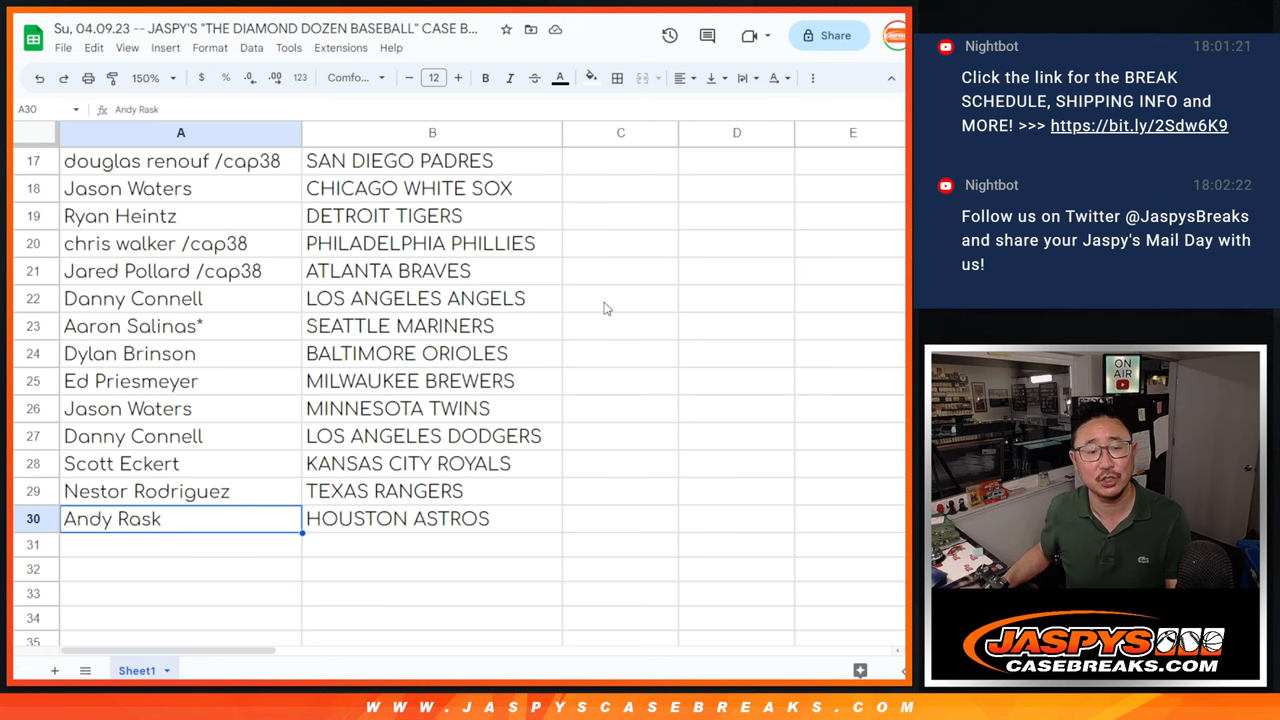 Su, 04.09.23 -- JASPY'S "THE DIAMOND DOZEN BASEBALL" CASE B...
File Edit View Insert Format Data Tools Extensions Help
Share
150% $ % .0 .00 123 Comfo... 12 B I A
A30 fx Andy Rask
A B C D E
17 douglas renouf /cap38 SAN DIEGO PADRES
18 Jason Waters CHICAGO WHITE SOX
19 Ryan Heintz DETROIT TIGERS
20 chris walker /cap38 PHILADELPHIA PHILLIES
21 Jared Pollard /cap38 ATLANTA BRAVES
22 Danny Connell LOS ANGELES ANGELS
23 Aaron Salinas* SEATTLE MARINERS
24 Dylan Brinson BALTIMORE ORIOLES
25 Ed Priesmeyer MILWAUKEE BREWERS
26 Jason Waters MINNESOTA TWINS
27 Danny Connell LOS ANGELES DODGERS
28 Scott Eckert KANSAS CITY ROYALS
29 Nestor Rodriguez TEXAS RANGERS
30 Andy Rask HOUSTON ASTROS
31
32
33
34
35
Sheet1
Nightbot 18:01:21
Click the link for the BREAK
SCHEDULE, SHIPPING INFO and
MORE! >>> https://bit.ly/2Sdw6K9
Nightbot 18:02:22
Follow us on Twitter @JaspysBreaks
and share your Jaspy's Mail Day with
us!
ON
AIR
JASPYS
CASEBREAKS.COM
WWW.JASPYSCASEBREAKS.COM